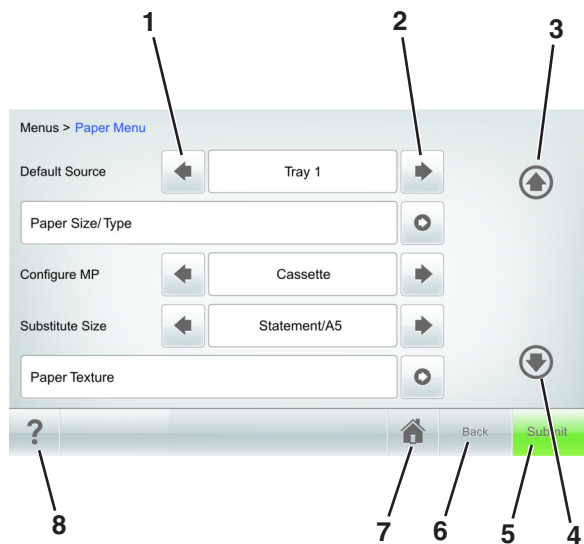 1 2 3
Menus > Paper Menu
Default Source Tray 1
Paper Size/Type
Configure MP Cassette
Substitute Size Statement/A5
Paper Texture
? Back Submit
8 7 6 5 4